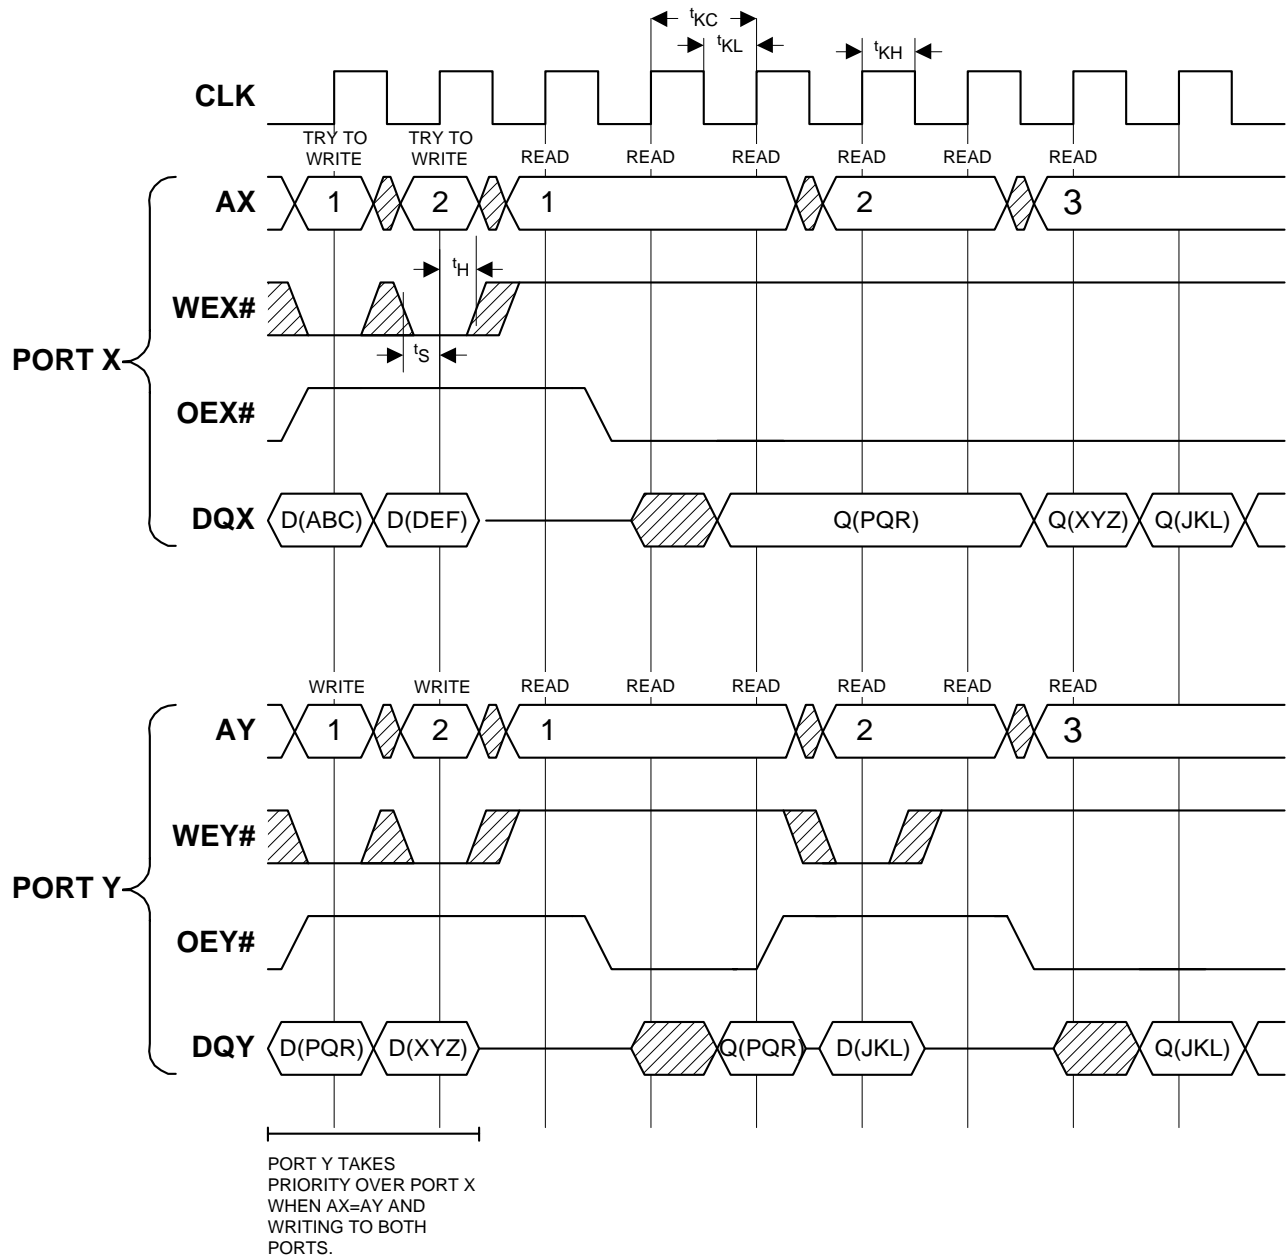 tKC
tKL
tKH
CLK
TRY TO WRITE TRY TO WRITE READ READ READ READ READ READ
AX 1 2 1 2 3
tH
WEX#
tS
PORT X
OEX#
DQX D(ABC) D(DEF) Q(PQR) Q(XYZ) Q(JKL)
WRITE WRITE READ READ READ READ READ READ
AY 1 2 1 2 3
WEY#
PORT Y
OEY#
DQY D(PQR) D(XYZ) Q(PQR) D(JKL) Q(JKL)
PORT Y TAKES
PRIORITY OVER PORT X
WHEN AX=AY AND
WRITING TO BOTH
PORTS.